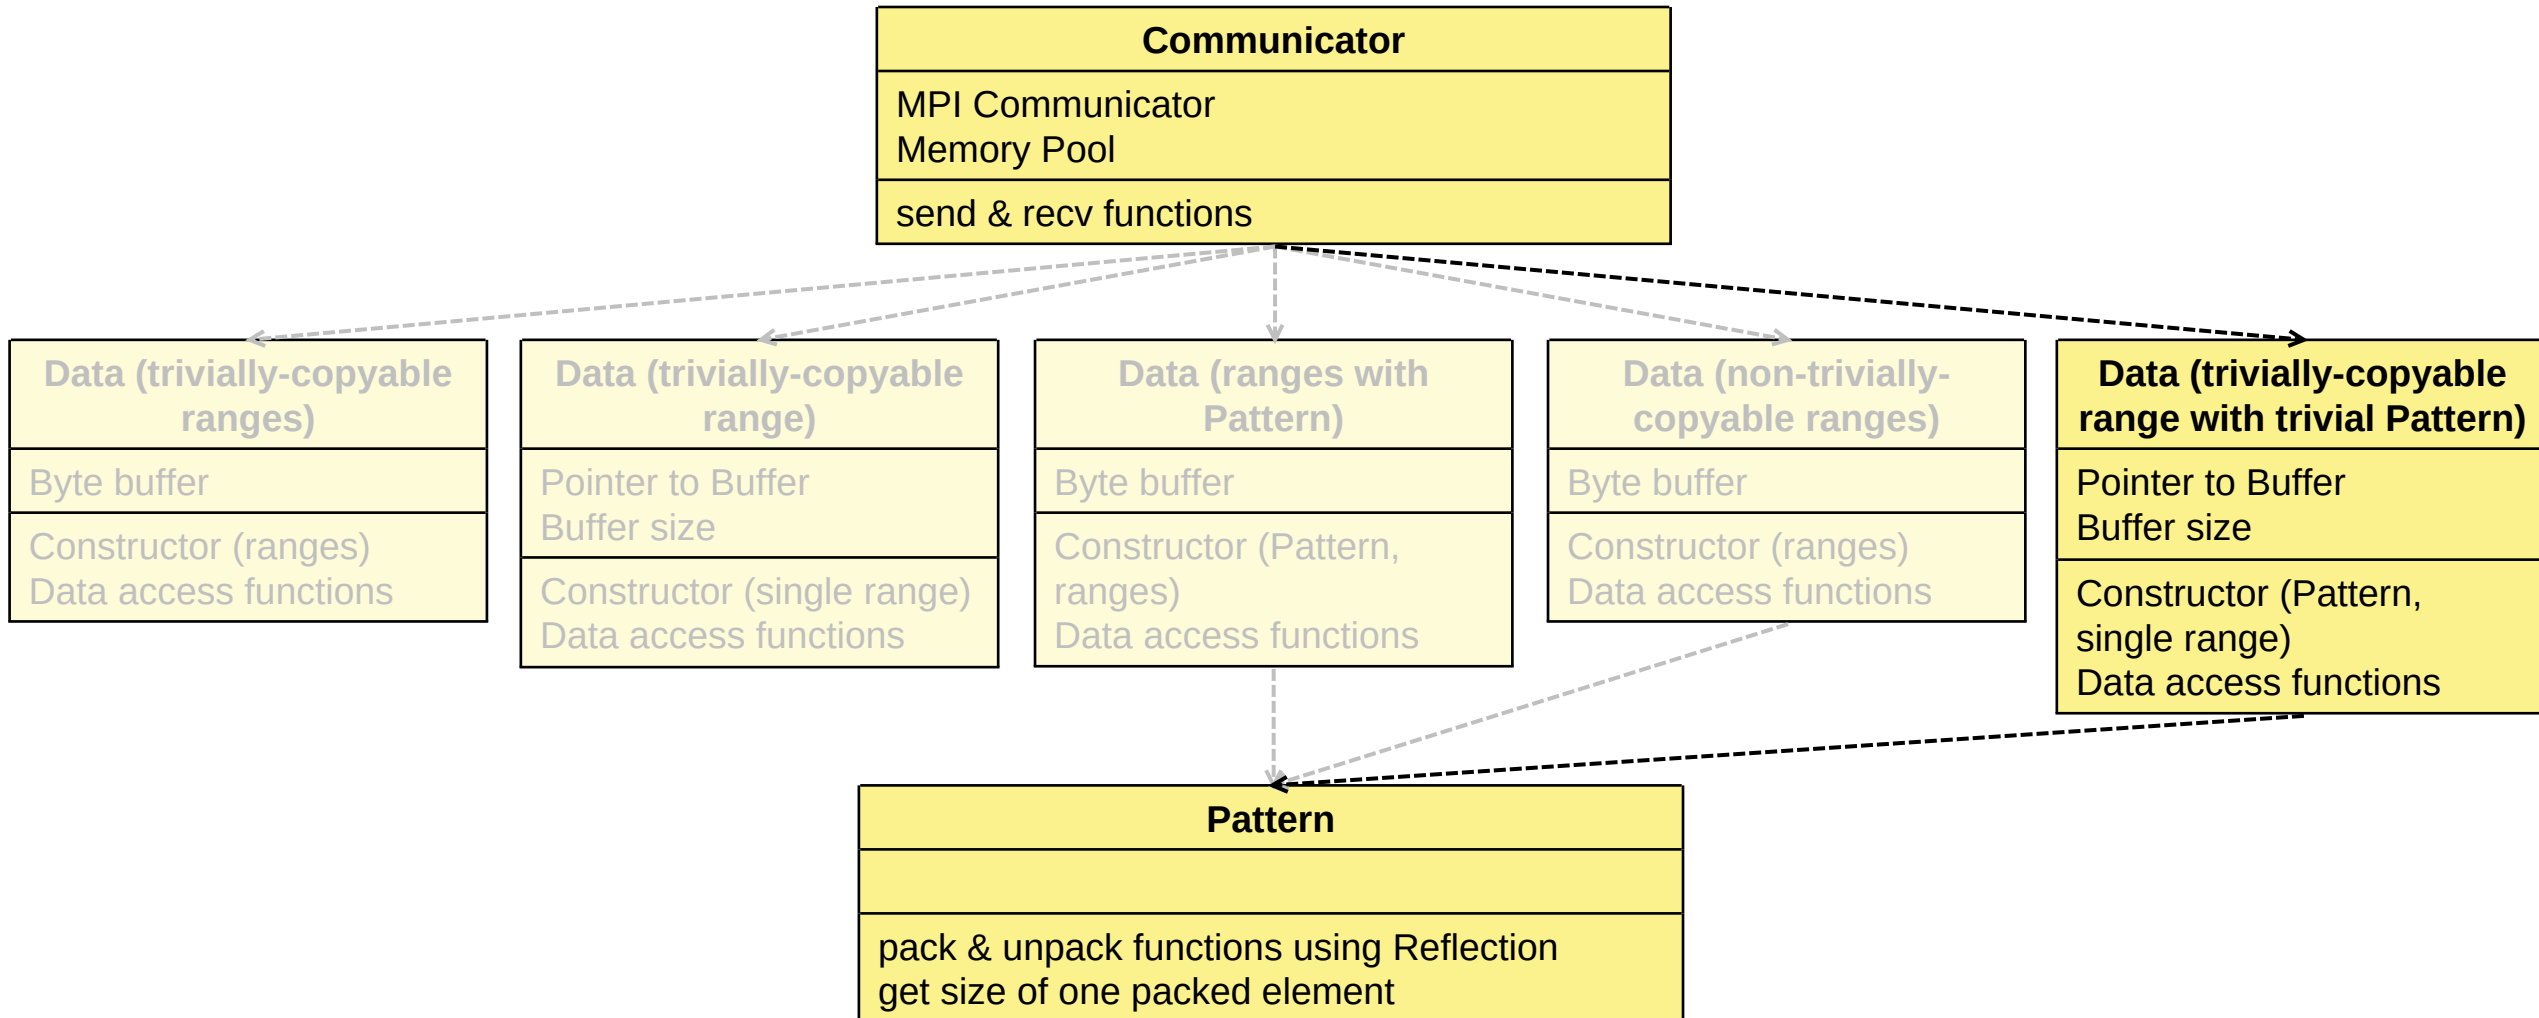 Communicator
MPI Communicator
Memory Pool
send & recv functions
Data (trivially-copyable
ranges)
Byte buffer
Constructor (ranges)
Data access functions
Data (trivially-copyable
range)
Pointer to Buffer
Buffer size
Constructor (single range)
Data access functions
Data (ranges with
Pattern)
Byte buffer
Constructor (Pattern,
ranges)
Data access functions
Data (non-trivially-
copyable ranges)
Byte buffer
Constructor (ranges)
Data access functions
Data (trivially-copyable
range with trivial Pattern)
Pointer to Buffer
Buffer size
Constructor (Pattern,
single range)
Data access functions
Pattern
pack & unpack functions using Reflection
get size of one packed element